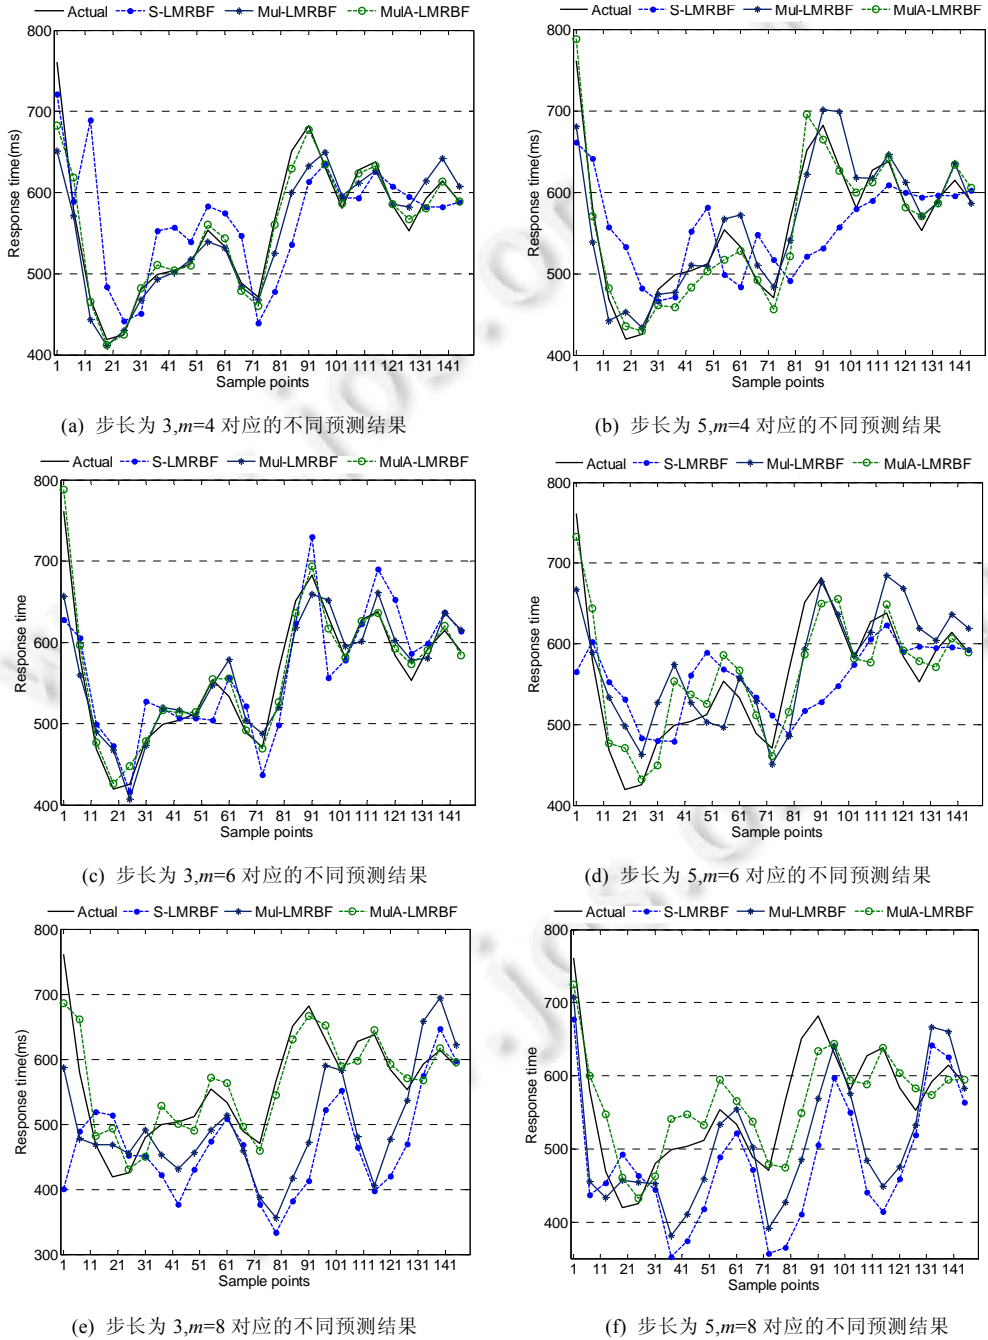 Actual S-LMRBF Mul-LMRBF MulA-LMRBF
800
700
600
500
400
Response time(ms)
1 11 21 31 41 51 61 71 81 91 101 111 121 131 141
Sample points
(a) 步长为 3,m=4 对应的不同预测结果
Actual S-LMRBF Mul-LMRBF MulA-LMRBF
800
700
600
500
400
Response time(ms)
1 11 21 31 41 51 61 71 81 91 101 111 121 131 141
Sample points
(b) 步长为 5,m=4 对应的不同预测结果
Actual S-LMRBF Mul-LMRBF MulA-LMRBF
800
700
600
500
400
Response time
1 11 21 31 41 51 61 71 81 91 101 111 121 131 141
Sample points
(c) 步长为 3,m=6 对应的不同预测结果
Actual S-LMRBF Mul-LMRBF MulA-LMRBF
800
700
600
500
400
Response time
1 11 21 31 41 51 61 71 81 91 101 111 121 131 141
Sample points
(d) 步长为 5,m=6 对应的不同预测结果
Actual S-LMRBF Mul-LMRBF MulA-LMRBF
800
700
600
500
400
300
Response time(ms)
1 11 21 31 41 51 61 71 81 91 101 111 121 131 141
Sample points
(e) 步长为 3,m=8 对应的不同预测结果
Actual S-LMRBF Mul-LMRBF MulA-LMRBF
800
700
600
500
400
Response time(ms)
1 11 21 31 41 51 61 71 81 91 101 111 121 131 141
Sample points
(f) 步长为 5,m=8 对应的不同预测结果